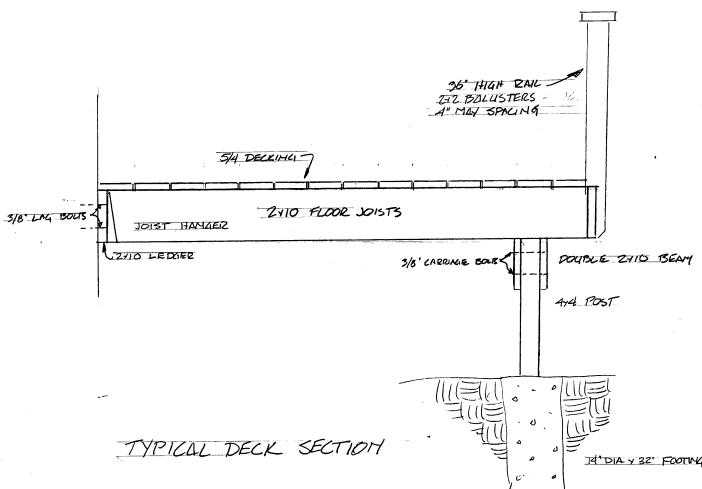 36" HIGH RAIL
2x2 BALUSTERS -
4" MAX SPACING
5/4 DECKING
3/8" LAG BOLTS
JOIST HANGER
2x10 FLOOR JOISTS
2x10 LEDGER
3/8" CARRIAGE BOLTS
DOUBLE 2x10 BEAM
4x4 POST
TYPICAL DECK SECTION
14" DIA x 32" FOOTING